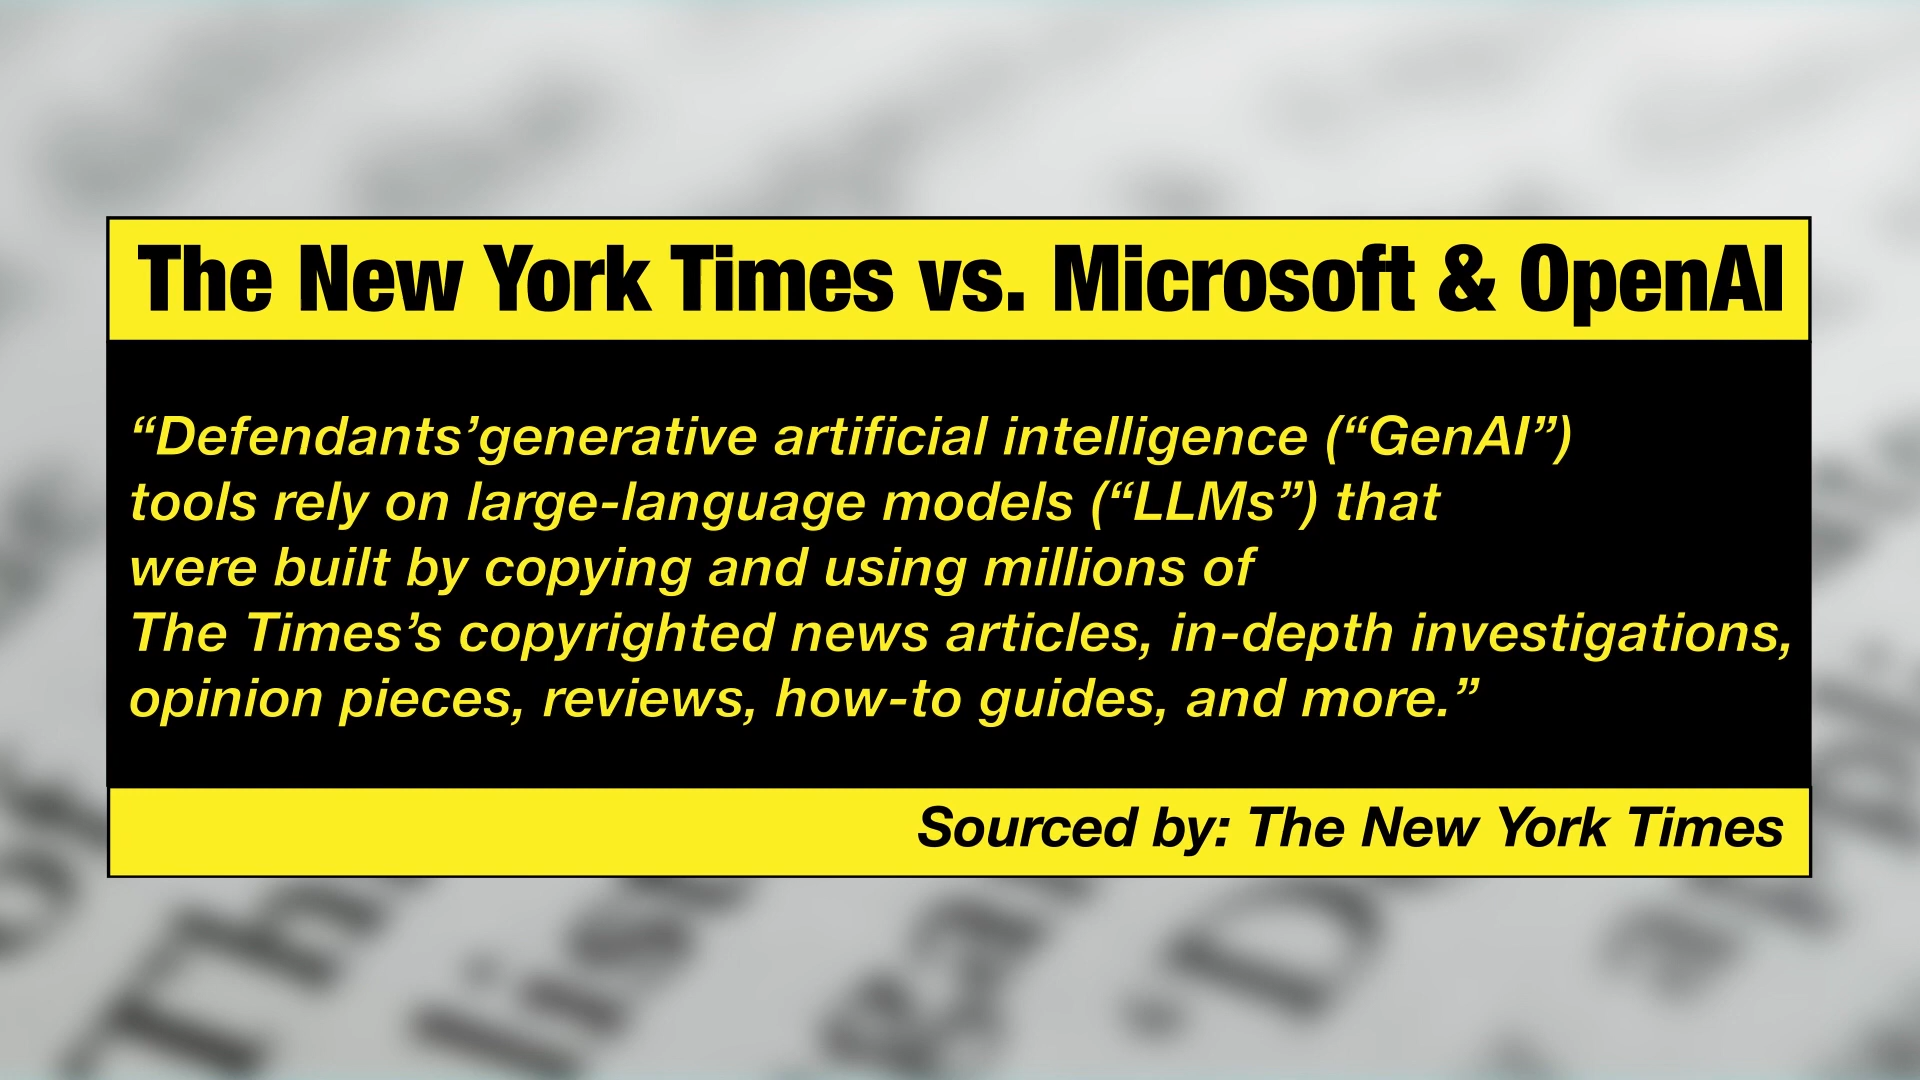 The New York Times vs. Microsoft & OpenAI
“Defendants’generative artificial intelligence (“GenAI”)
tools rely on large-language models (“LLMs”) that
were built by copying and using millions of
The Times’s copyrighted news articles, in-depth investigations,
opinion pieces, reviews, how-to guides, and more.”
Sourced by: The New York Times